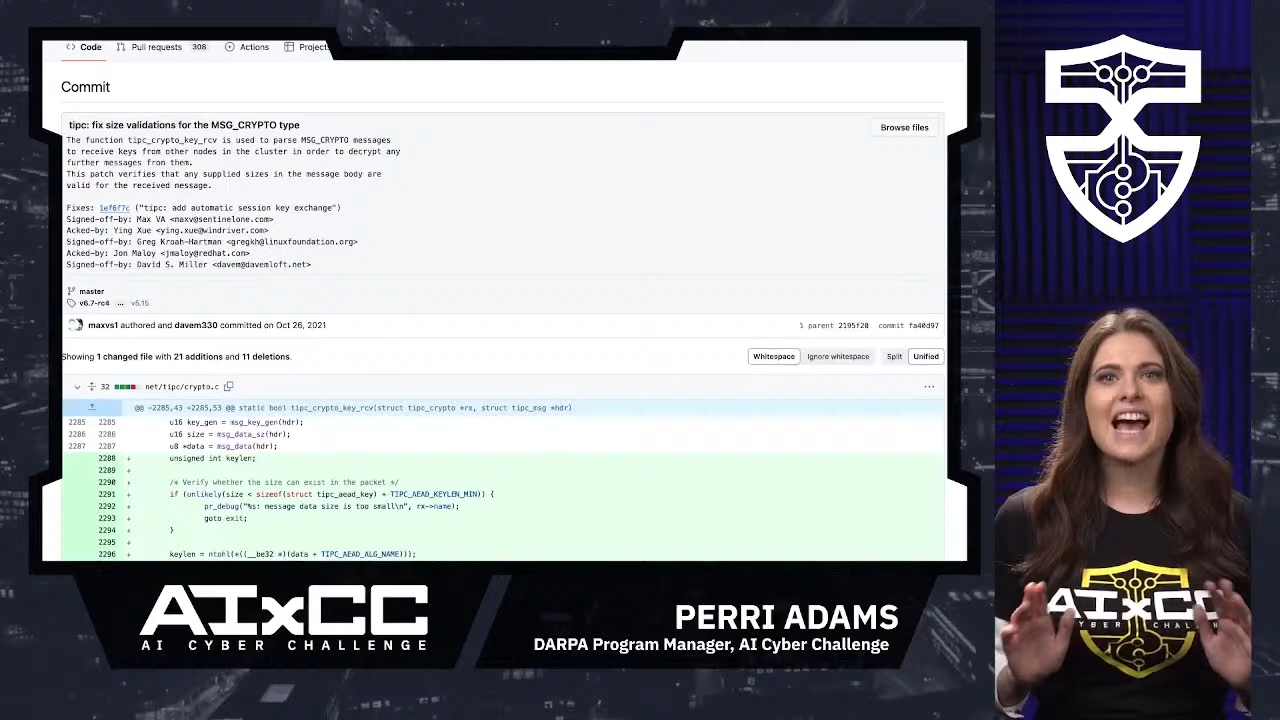 Code Pull requests 308 Actions Projects
Commit
tipc: fix size validations for the MSG_CRYPTO type
Browse files
The function tipc_crypto_key_rcv is used to parse MSG_CRYPTO messages
to receive keys from other nodes in the cluster in order to decrypt any
further messages from them.
This patch verifies that any supplied sizes in the message body are
valid for the received message.
Fixes: 1ef6f7c ("tipc: add automatic session key exchange")
Signed-off-by: Max VA <maxv@sentinelone.com>
Acked-by: Ying Xue <ying.xue@windriver.com>
Signed-off-by: Greg Kroah-Hartman <gregkh@linuxfoundation.org>
Acked-by: Jon Maloy <jmaloy@redhat.com>
Signed-off-by: David S. Miller <davem@davemloft.net>
master
v6.7-rc4 ... v5.15
maxvs1 authored and davem330 committed on Oct 26, 2021
1 parent 2195f20 commit fa40d97
Showing 1 changed file with 21 additions and 11 deletions.
Whitespace Ignore whitespace Split Unified
32 net/tipc/crypto.c ...
@@ -2285,43 +2285,53 @@ static bool tipc_crypto_key_rcv(struct tipc_crypto *rx, struct tipc_msg *hdr)
2285 2285 u16 key_gen = msg_key_gen(hdr);
2286 2286 u16 size = msg_data_sz(hdr);
2287 2287 u8 *data = msg_data(hdr);
2288 + unsigned int keylen;
2289 +
2290 + /* Verify whether the size can exist in the packet */
2291 + if (unlikely(size < sizeof(struct tipc_aead_key) + TIPC_AEAD_KEYLEN_MIN)) {
2292 + pr_debug("%s: message data size is too small\n", rx->name);
2293 + goto exit;
2294 + }
2295 +
2296 + keylen = ntohl(*((__be32 *)(data + TIPC_AEAD_ALG_NAME)));
AIxCC
AI CYBER CHALLENGE
PERRI ADAMS
DARPA Program Manager, AI Cyber Challenge
AIxCC